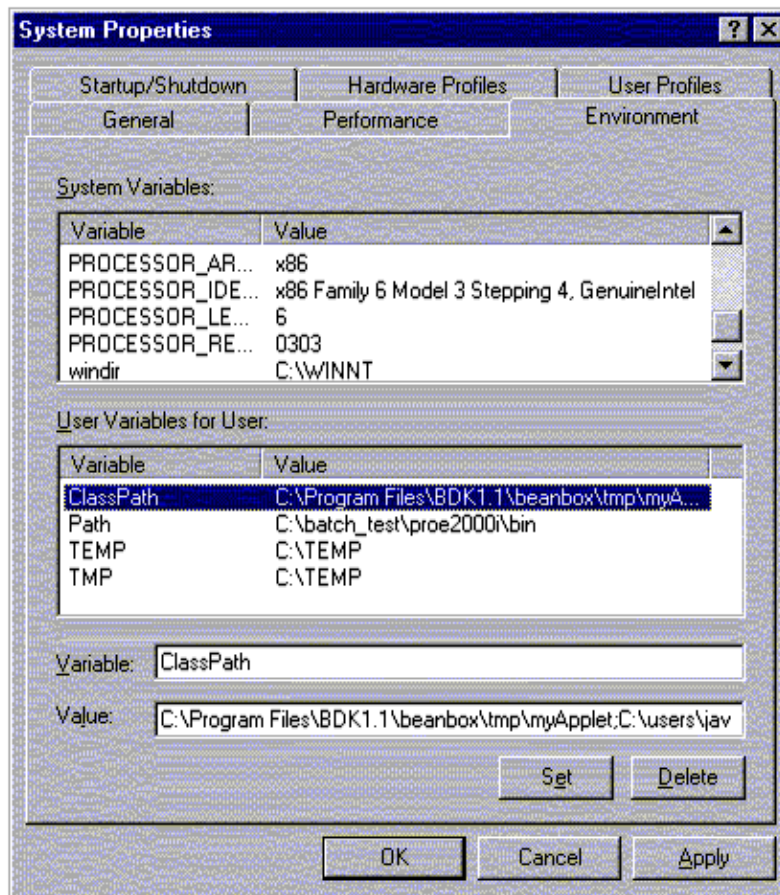 System Properties
Startup/Shutdown Hardware Profiles User Profiles
General Performance Environment
System Variables:
Variable Value
PROCESSOR_AR... x86
PROCESSOR_IDE... x86 Family 6 Model 3 Stepping 4, GenuineIntel
PROCESSOR_LE... 6
PROCESSOR_RE... 0303
windir C:\WINNT
User Variables for User:
Variable Value
ClassPath C:\Program Files\BDK1.1\beanbox\tmp\myA...
Path C:\batch_test\proe2000i\bin
TEMP C:\TEMP
TMP C:\TEMP
Variable: ClassPath
Value: C:\Program Files\BDK1.1\beanbox\tmp\myApplet;C:\users\jav
Set Delete
OK Cancel Apply